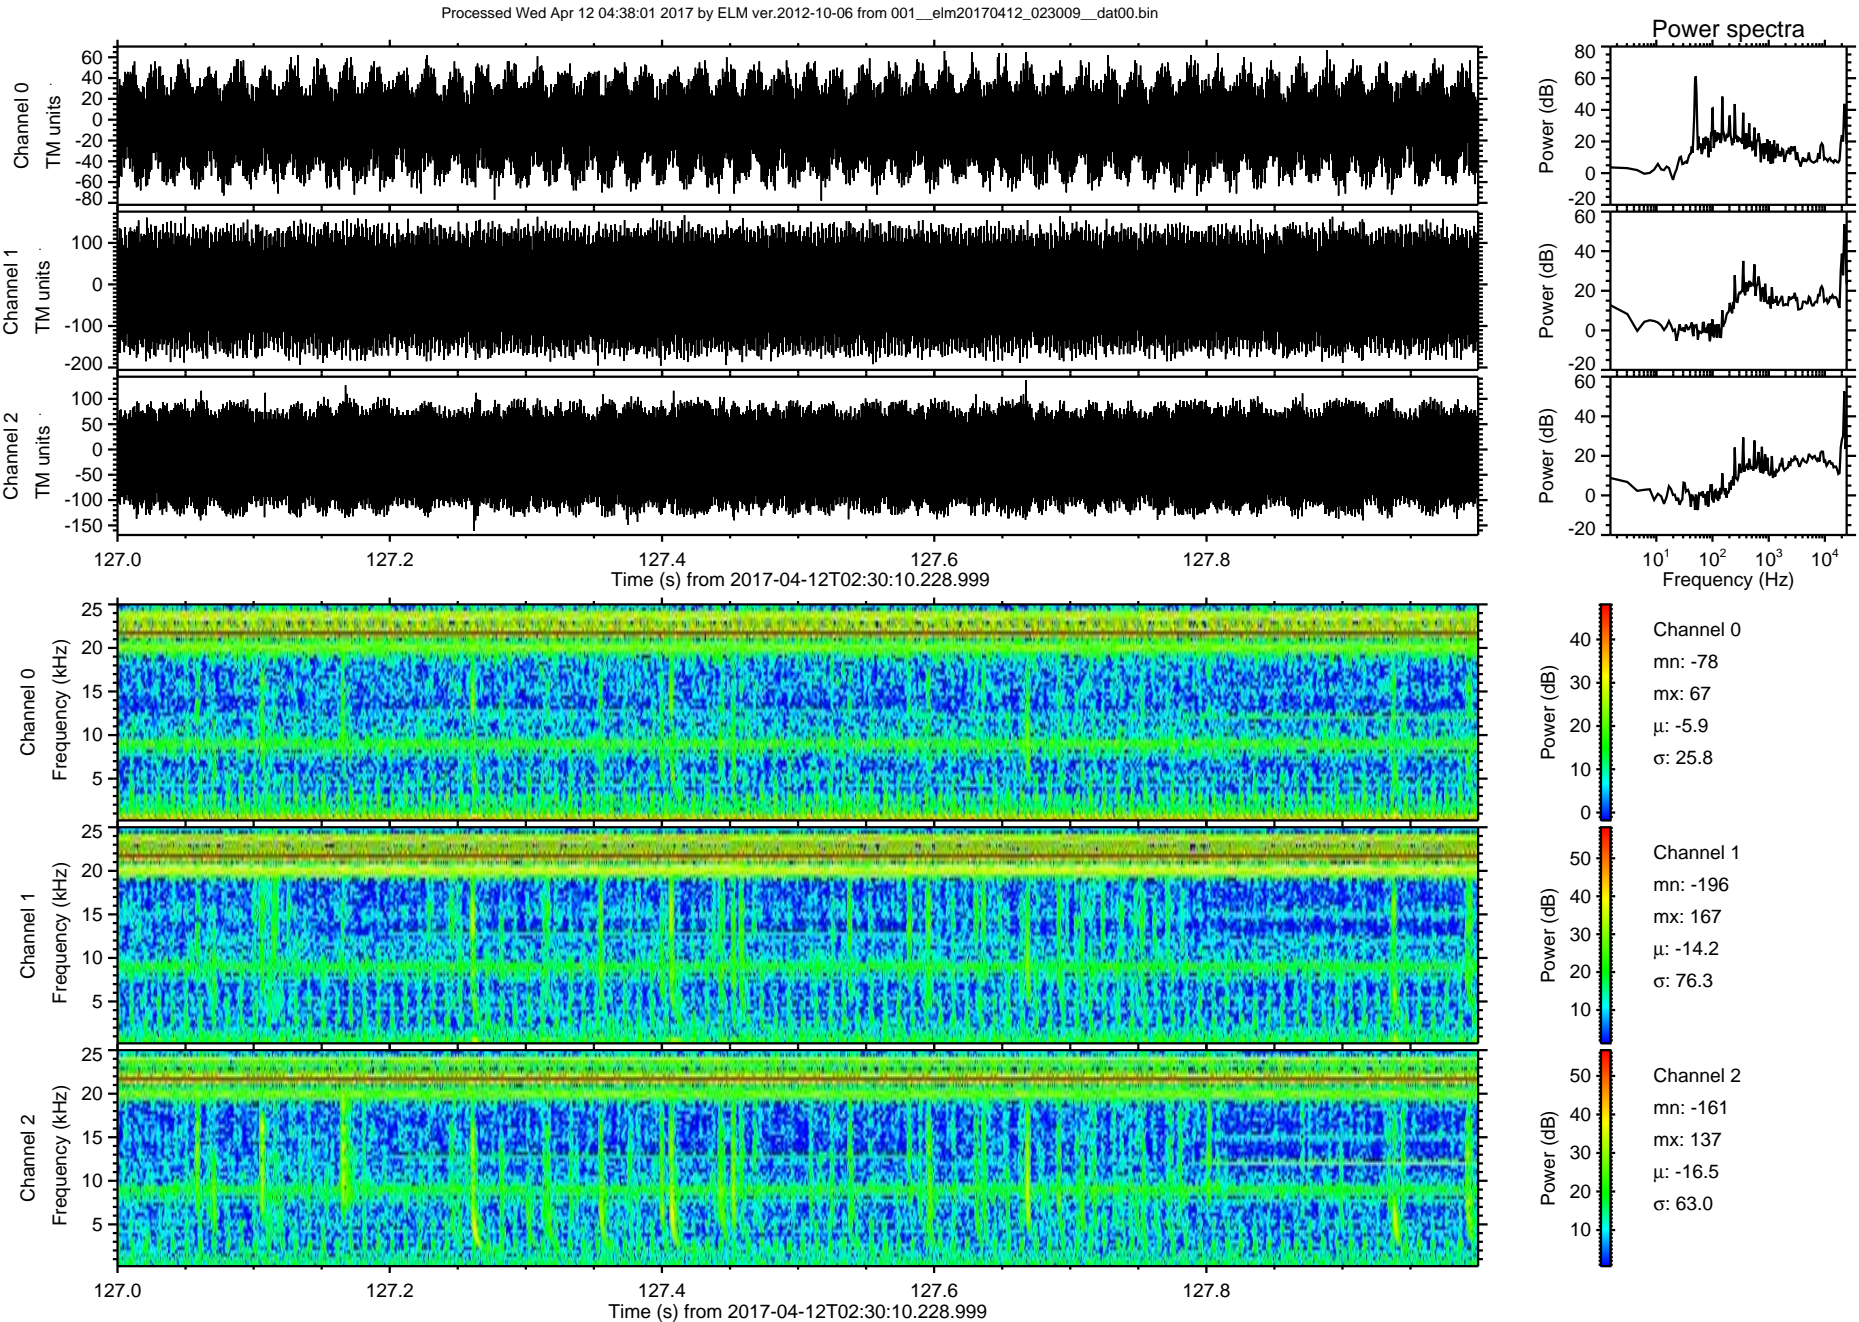 Processed Wed Apr 12 04:38:01 2017 by ELM ver.2012-10-06 from 001__elm20170412_023009__dat00.bin
Power spectra
Channel 0
TM units
60
40
20
0
-20
-40
-60
-80
Power (dB)
80
60
40
20
0
-20
Channel 1
TM units
100
0
-100
-200
Power (dB)
60
40
20
0
-20
Channel 2
TM units
100
50
0
-50
-100
-150
Power (dB)
60
40
20
0
-20
127.0 127.2 127.4 127.6 127.8
Time (s) from 2017-04-12T02:30:10.228.999
10¹ 10² 10³ 10⁴
Frequency (Hz)
Channel 0
Frequency (kHz)
25
20
15
10
5
Power (dB)
40
30
20
10
0
Channel 0
mn: -78
mx: 67
μ: -5.9
σ: 25.8
Channel 1
Frequency (kHz)
25
20
15
10
5
Power (dB)
50
40
30
20
10
Channel 1
mn: -196
mx: 167
μ: -14.2
σ: 76.3
Channel 2
Frequency (kHz)
25
20
15
10
5
Power (dB)
50
40
30
20
10
Channel 2
mn: -161
mx: 137
μ: -16.5
σ: 63.0
127.0 127.2 127.4 127.6 127.8
Time (s) from 2017-04-12T02:30:10.228.999